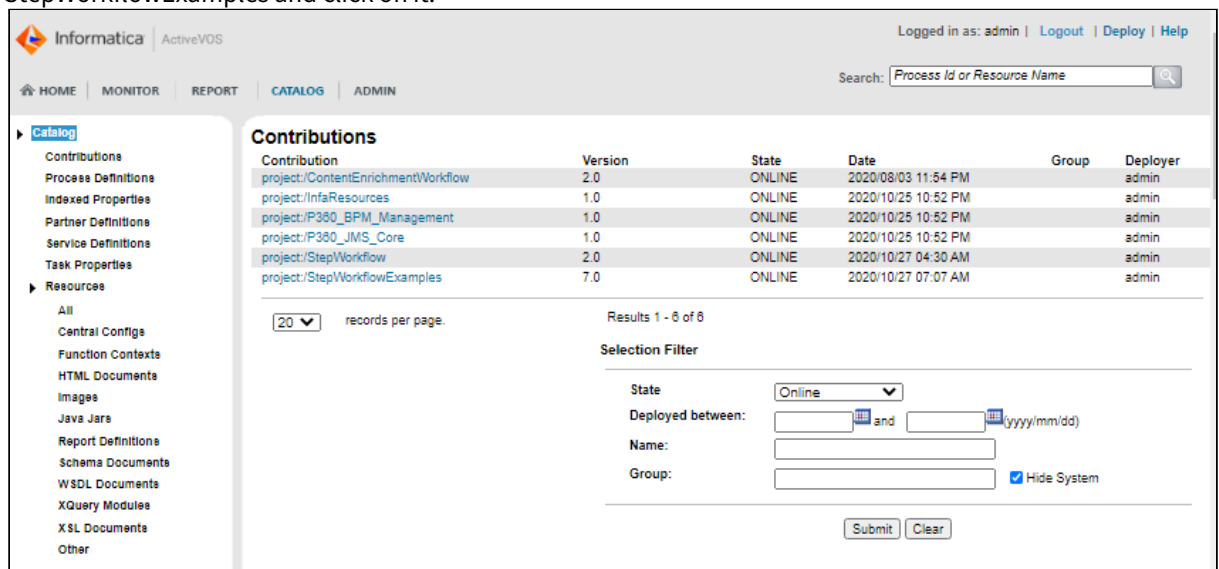 StepWorkflowExamples and click on it.
Informatica | ActiveVOS
Logged in as: admin | Logout | Deploy | Help
Search: Process Id or Resource Name
HOME | MONITOR | REPORT | CATALOG | ADMIN
Catalog
Contributions
Process Definitions
Indexed Properties
Partner Definitions
Service Definitions
Task Properties
Resources
All
Central Configs
Function Contexts
HTML Documents
Images
Java Jars
Report Definitions
Schema Documents
WSDL Documents
XQuery Modules
XSL Documents
Other
Contributions
Contribution Version State Date Group Deployer
project:/ContentEnrichmentWorkflow 2.0 ONLINE 2020/08/03 11:54 PM admin
project:/InfaResources 1.0 ONLINE 2020/10/25 10:52 PM admin
project:/P360_BPM_Management 1.0 ONLINE 2020/10/25 10:52 PM admin
project:/P360_JMS_Core 1.0 ONLINE 2020/10/25 10:52 PM admin
project:/StepWorkflow 2.0 ONLINE 2020/10/27 04:30 AM admin
project:/StepWorkflowExamples 7.0 ONLINE 2020/10/27 07:07 AM admin
20 records per page. Results 1 - 6 of 6
Selection Filter
State Online
Deployed between: and (yyyy/mm/dd)
Name:
Group: Hide System
Submit Clear